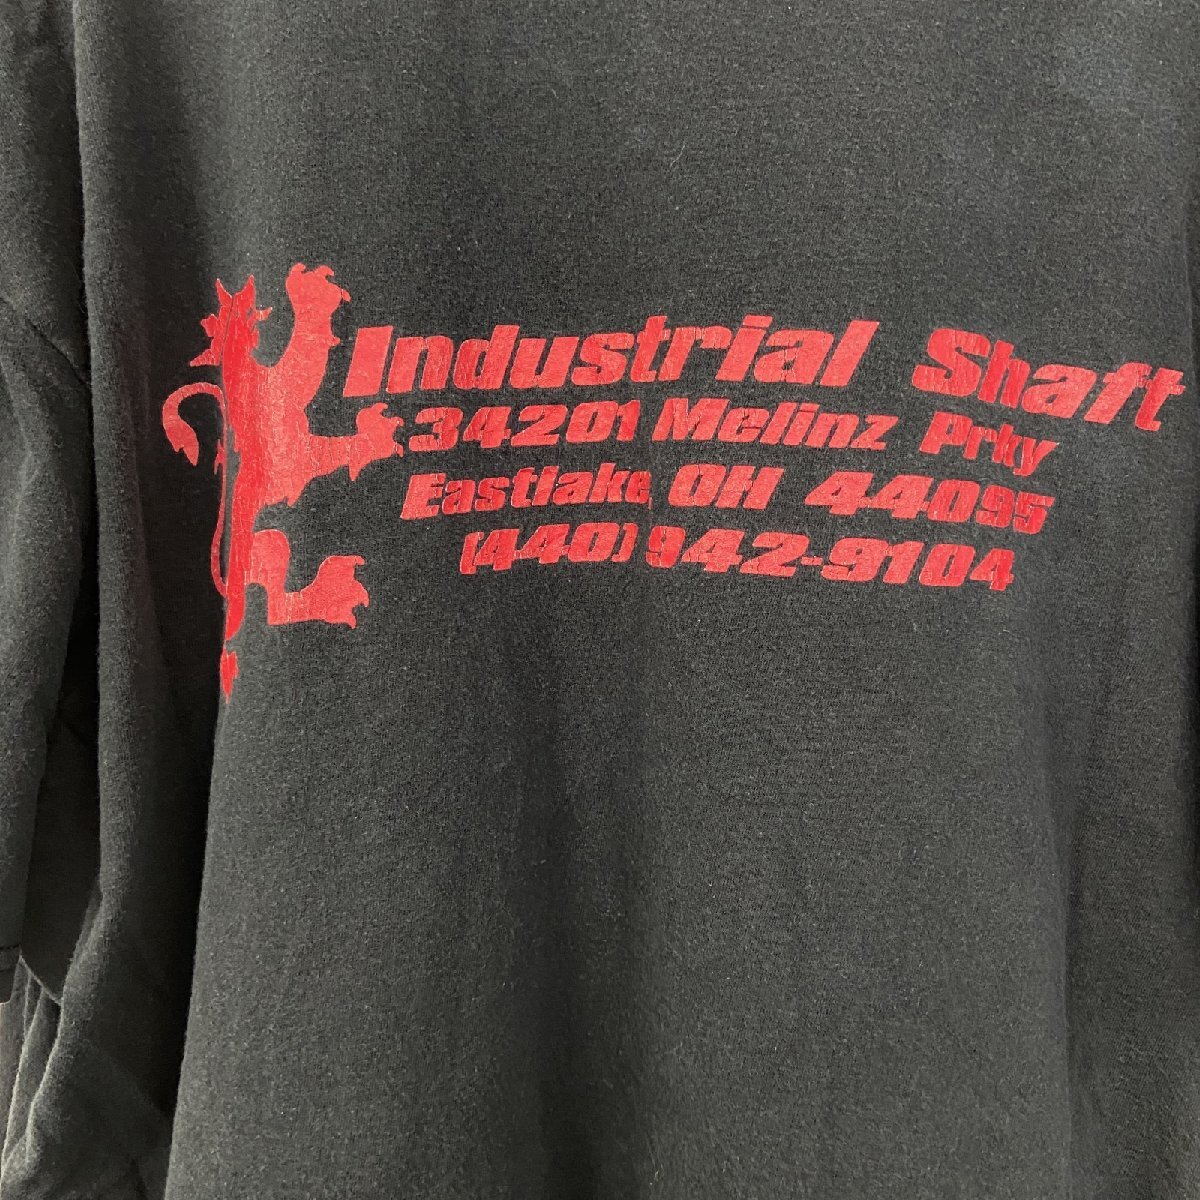 Industrial Shaft
34201 Melinz Prky
Eastlake, OH 44095
(440) 942-9104